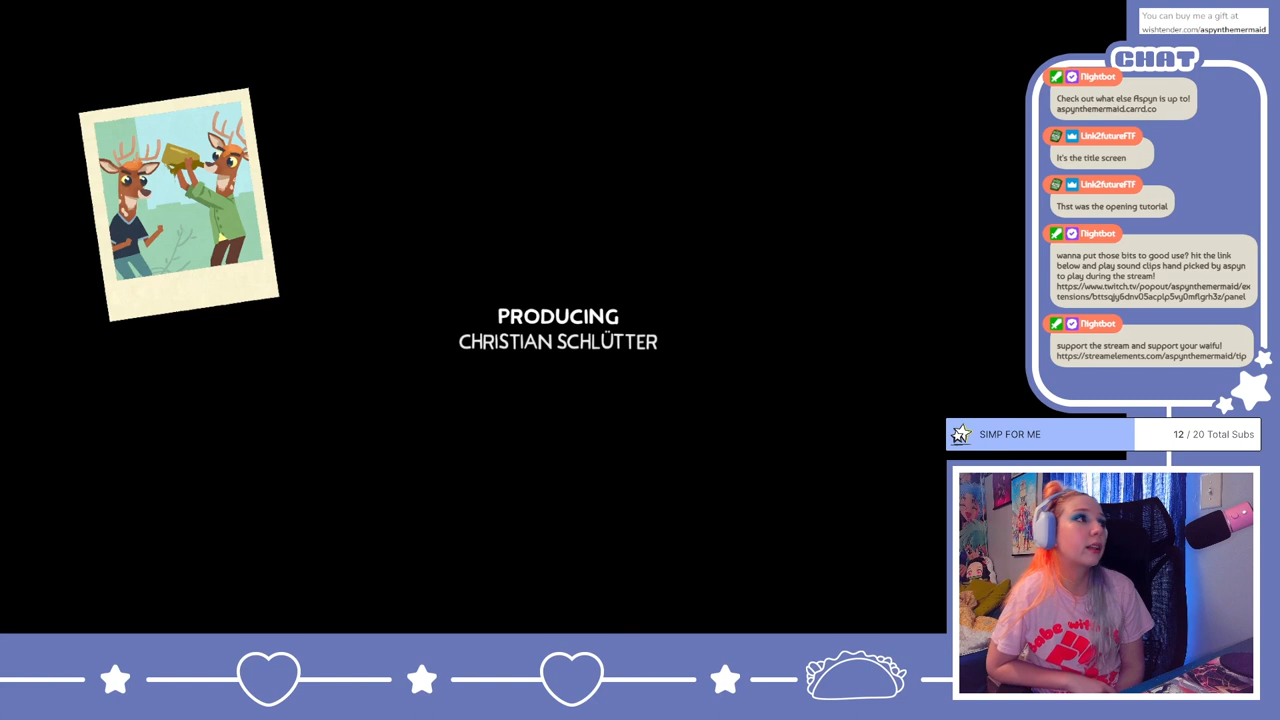 You can buy me a gift at
wishtender.com/aspynthemermaid
CHAT
Nightbot
Check out what else Aspyn is up to!
aspynthemermaid.carrd.co
Link2futureFTF
It's the title screen
Link2futureFTF
Thst was the opening tutorial
Nightbot
wanna put those bits to good use? hit the link
below and play sound clips hand picked by aspyn
to play during the stream!
https://www.twitch.tv/popout/aspynthemermaid/ex
Nightbot
support the stream and support your waifu!
https://streamelements.com/aspynthemermaid/tip
PRODUCING
CHRISTIAN SCHLÜTTER
SIMP FOR ME
12 / 20 Total Subs